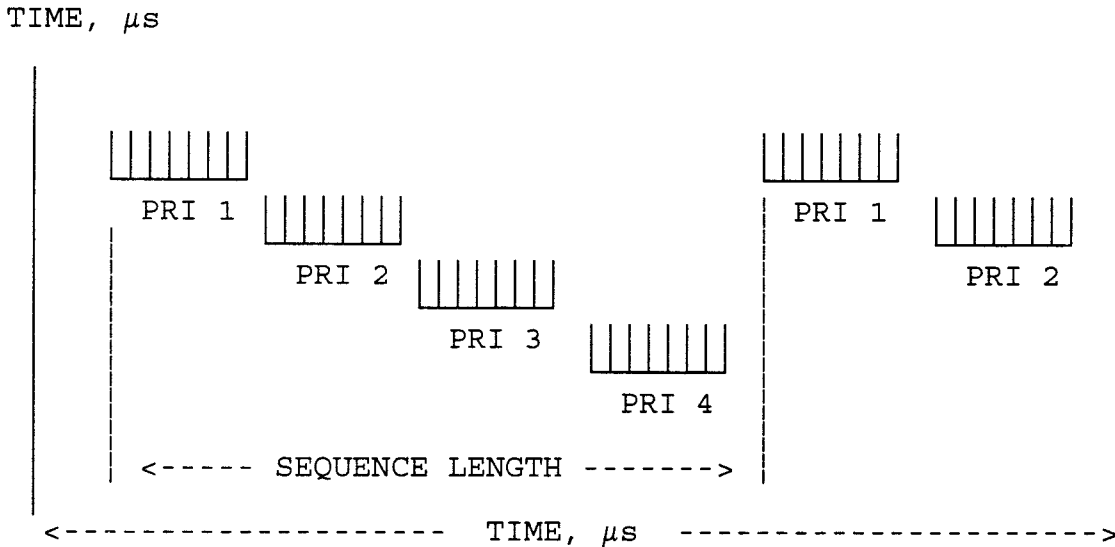 TIME, μs
PRI 1
PRI 1
PRI 2
PRI 2
PRI 3
PRI 4
<----- SEQUENCE LENGTH ------->
<------------------- TIME, μs -------------------->